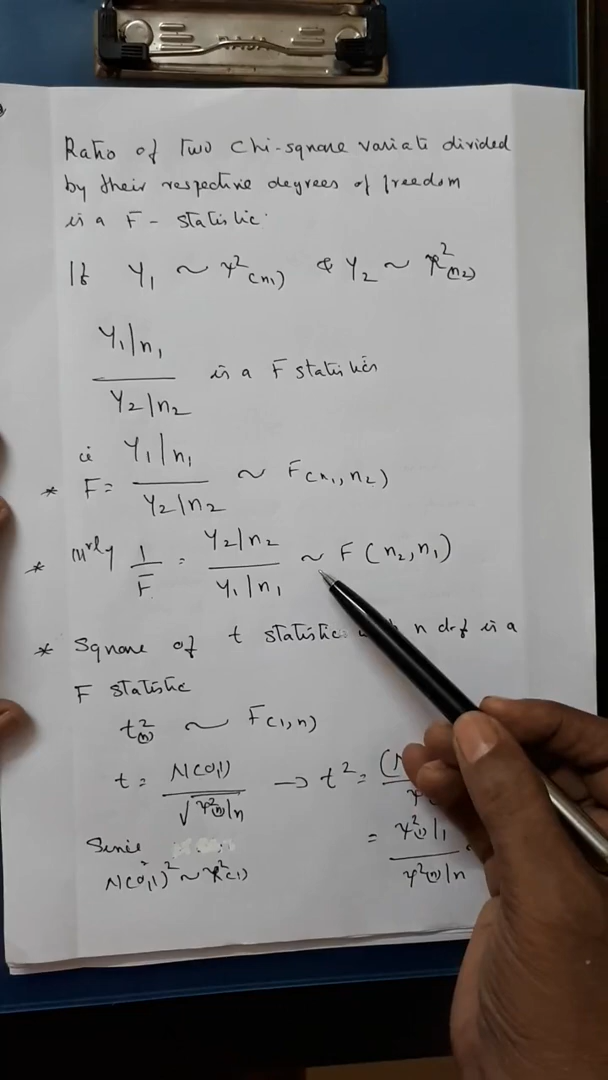 Ratio of two Chi-square variate divided
by their respective degrees of freedom
is a F - statistic.
If Y₁ ~ χ²(n₁) & Y₂ ~ χ²(n₂)
Y₁/n₁
Y₂/n₂
is a F statistic
ie
* F = (Y₁/n₁)/(Y₂/n₂) ~ F(n₁, n₂)
* 1/F = (Y₂/n₂)/(Y₁/n₁) ~ F(n₂, n₁)
* Square of t statistic n d.f is a
F statistic
t²(n) ~ F(1, n)
t = N(0,1)/√(χ²(n)/n) → t² =
Since
= (χ²(1)/1)/(χ²(n)/n)
N(0,1)² ~ χ²(1)